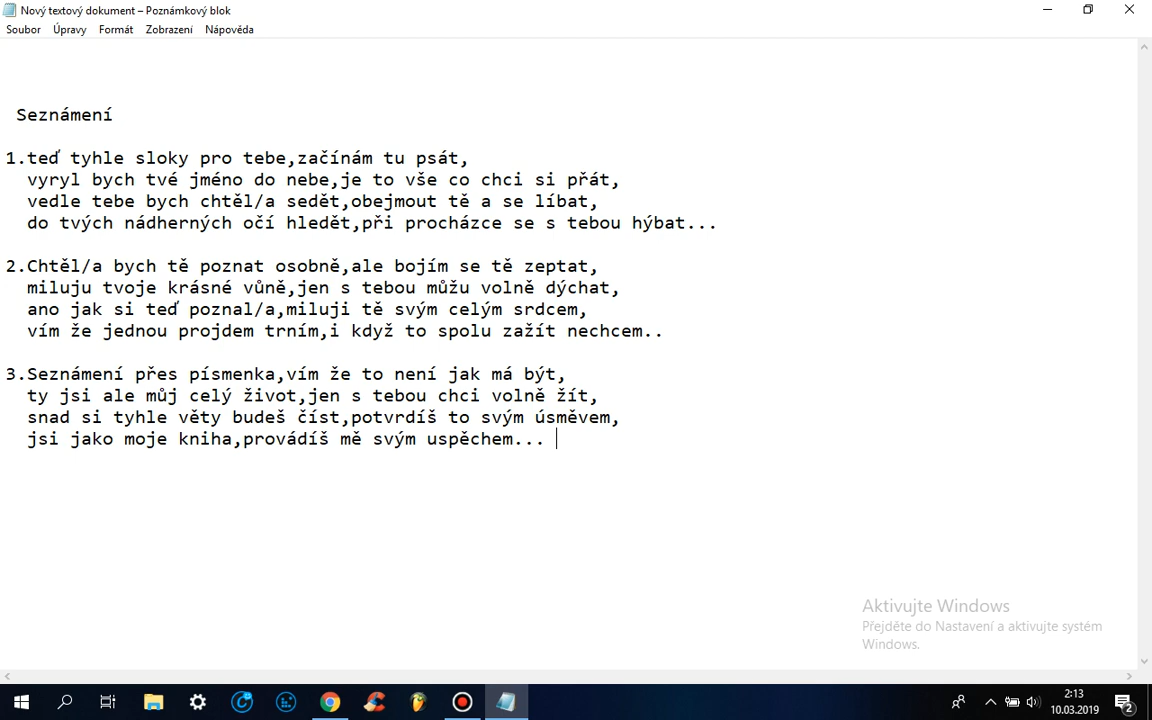 Nový textový dokument – Poznámkový blok
Soubor Úpravy Formát Zobrazení Nápověda
Seznámení
1.teď tyhle sloky pro tebe,začínám tu psát,
vyryl bych tvé jméno do nebe,je to vše co chci si přát,
vedle tebe bych chtěl/a sedět,obejmout tě a se líbat,
do tvých nádherných očí hledět,při procházce se s tebou hýbat...
2.Chtěl/a bych tě poznat osobně,ale bojím se tě zeptat,
miluju tvoje krásné vůně,jen s tebou můžu volně dýchat,
ano jak si teď poznal/a,miluji tě svým celým srdcem,
vím že jednou projdem trním,i když to spolu zažít nechcem..
3.Seznámení přes písmenka,vím že to není jak má být,
ty jsi ale můj celý život,jen s tebou chci volně žít,
snad si tyhle věty budeš číst,potvrdíš to svým úsměvem,
jsi jako moje kniha,provádíš mě svým uspěchem...
Aktivujte Windows
Přejděte do Nastavení a aktivujte systém
Windows.
2:13
10.03.2019
2